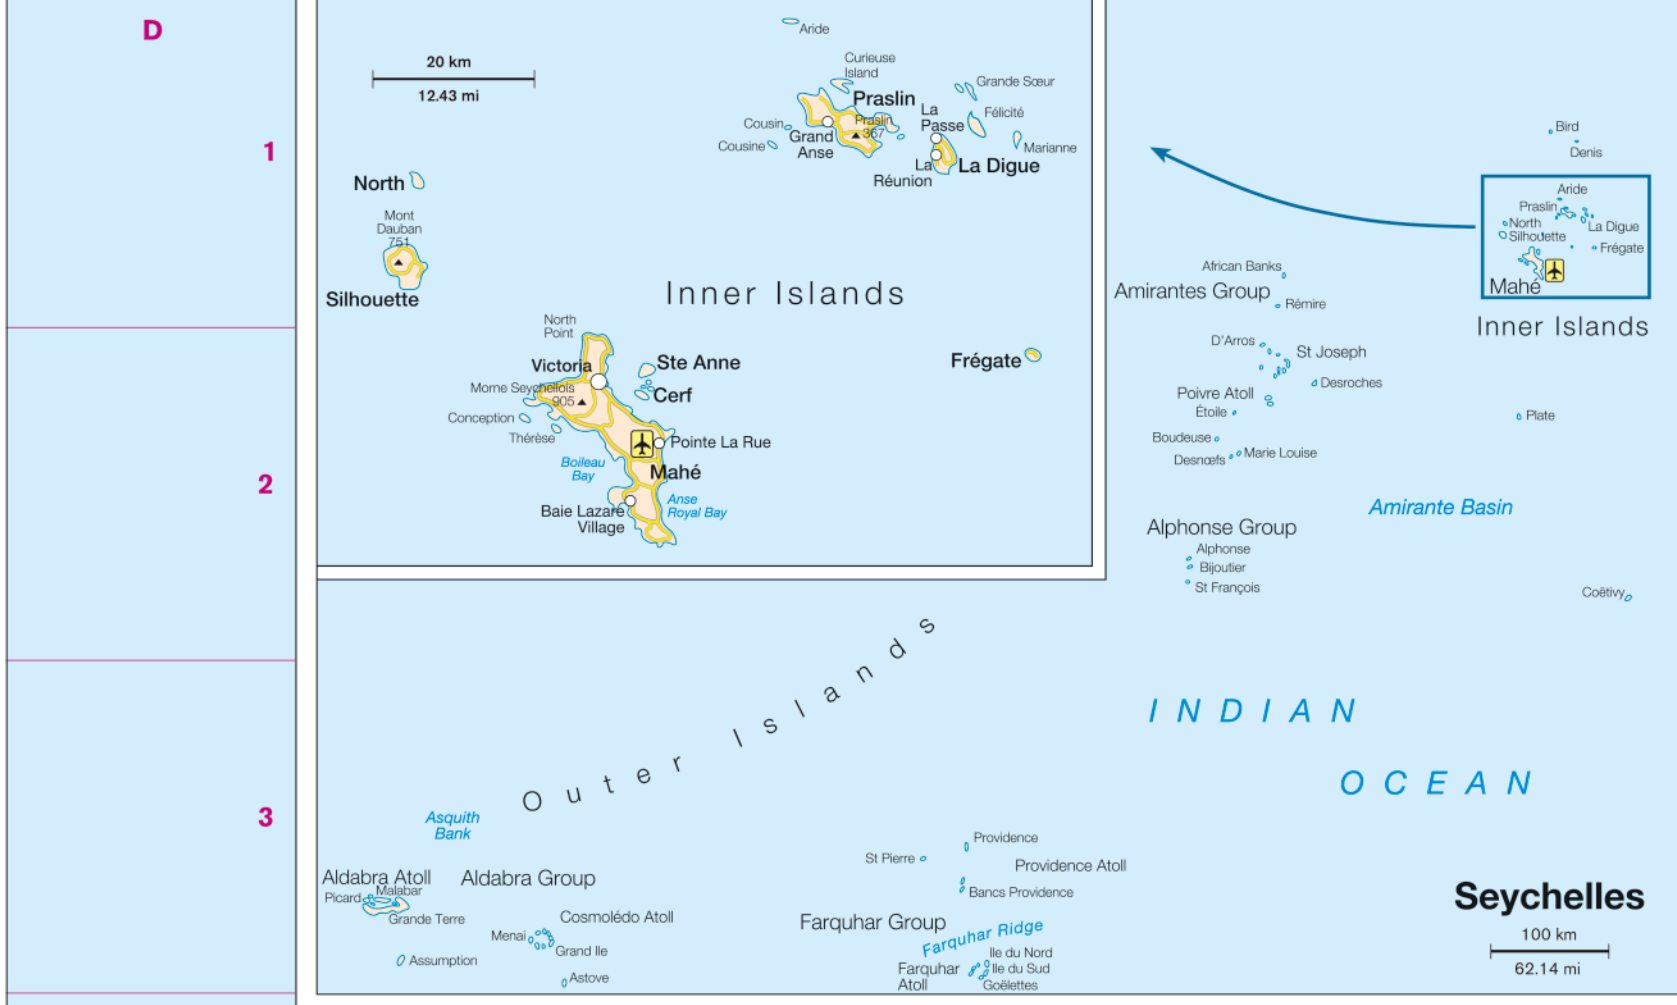 D
1
2
3
20 km
12.43 mi
Aride
Curieuse
Island
Praslin
Praslin
367
Grande Sœur
La
Passe
Félicité
Cousin
Cousine
Grand
Anse
Marianne
La
Réunion
La Digue
North
Mont
Dauban
751
Silhouette
Inner Islands
North
Point
Victoria
Ste Anne
Morne Seychellois
905
Cerf
Conception
Thérèse
Frégate
Pointe La Rue
Boileau
Bay
Mahé
Anse
Royal Bay
Baie Lazare
Village
Bird
Denis
Aride
Praslin
North
La Digue
Silhouette
Frégate
Mahé
Inner Islands
African Banks
Amirantes Group
Rémire
D'Arros
St Joseph
Desroches
Poivre Atoll
Étoile
Plate
Boudeuse
Marie Louise
Desnœfs
Amirante Basin
Alphonse Group
Alphonse
Bijoutier
St François
Coëtivy
Outer Islands
INDIAN
OCEAN
Asquith
Bank
Aldabra Atoll
Aldabra Group
Picard
Malabar
Grande Terre
Cosmolédo Atoll
Menai
Grand Ile
Assumption
Astove
Providence
St Pierre
Providence Atoll
Bancs Providence
Farquhar Group
Farquhar Ridge
Ile du Nord
Farquhar
Atoll
Ile du Sud
Goëlettes
Seychelles
100 km
62.14 mi